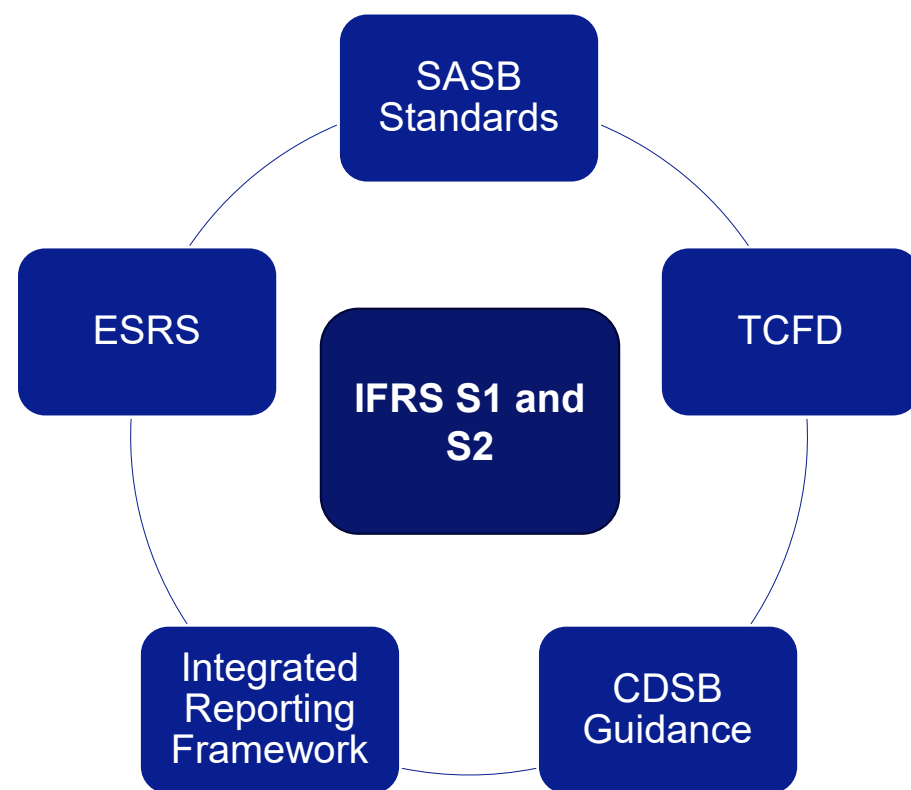 SASB
Standards
ESRS
TCFD
IFRS S1 and
S2
Integrated
Reporting
Framework
CDSB
Guidance